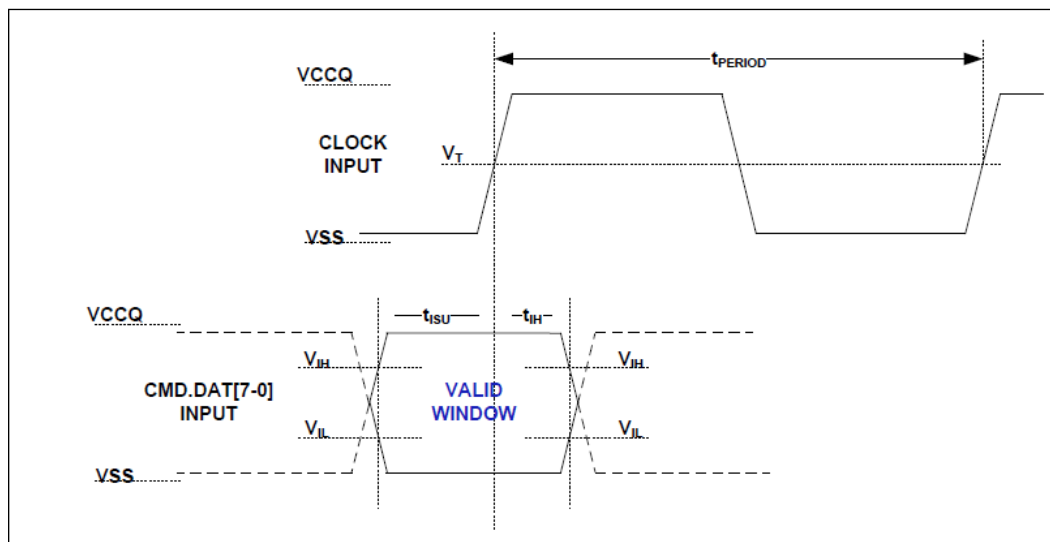 tPERIOD
VCCQ
CLOCK
INPUT
VT
VSS
VCCQ
tISU
tIH
VIH
VIH
CMD.DAT[7-0]
INPUT
VALID
WINDOW
VIL
VIL
VSS